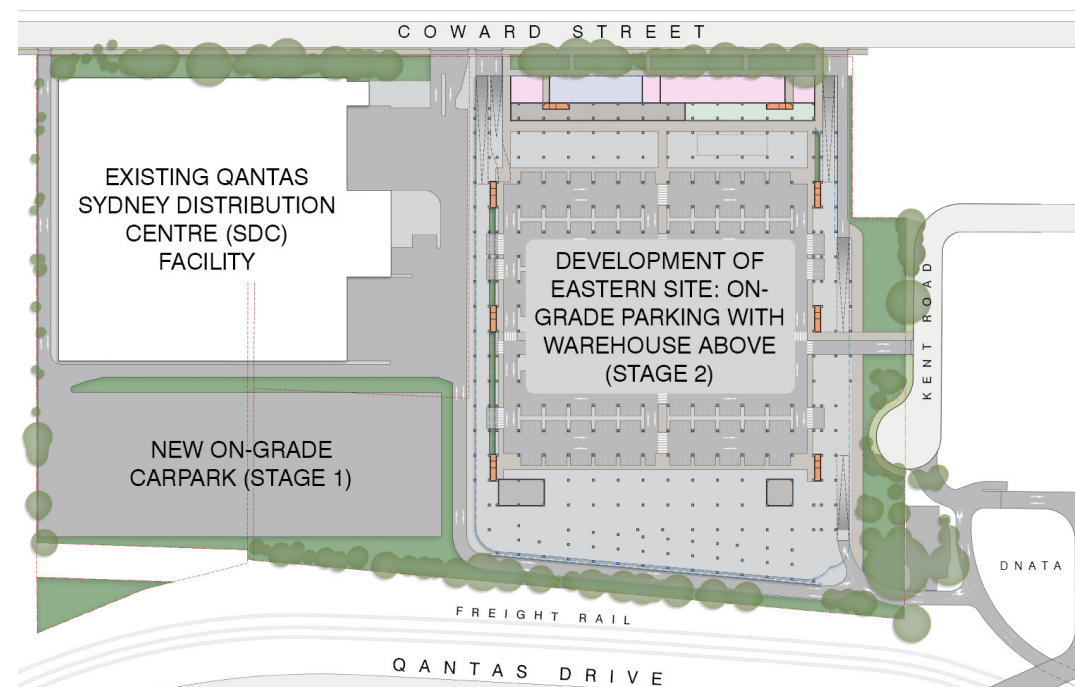 COWARD STREET
EXISTING QANTAS
SYDNEY DISTRIBUTION
CENTRE (SDC)
FACILITY
DEVELOPMENT OF
EASTERN SITE: ON-
GRADE PARKING WITH
WAREHOUSE ABOVE
(STAGE 2)
KENT ROAD
NEW ON-GRADE
CARPARK (STAGE 1)
DNATA
FREIGHT RAIL
QANTAS DRIVE